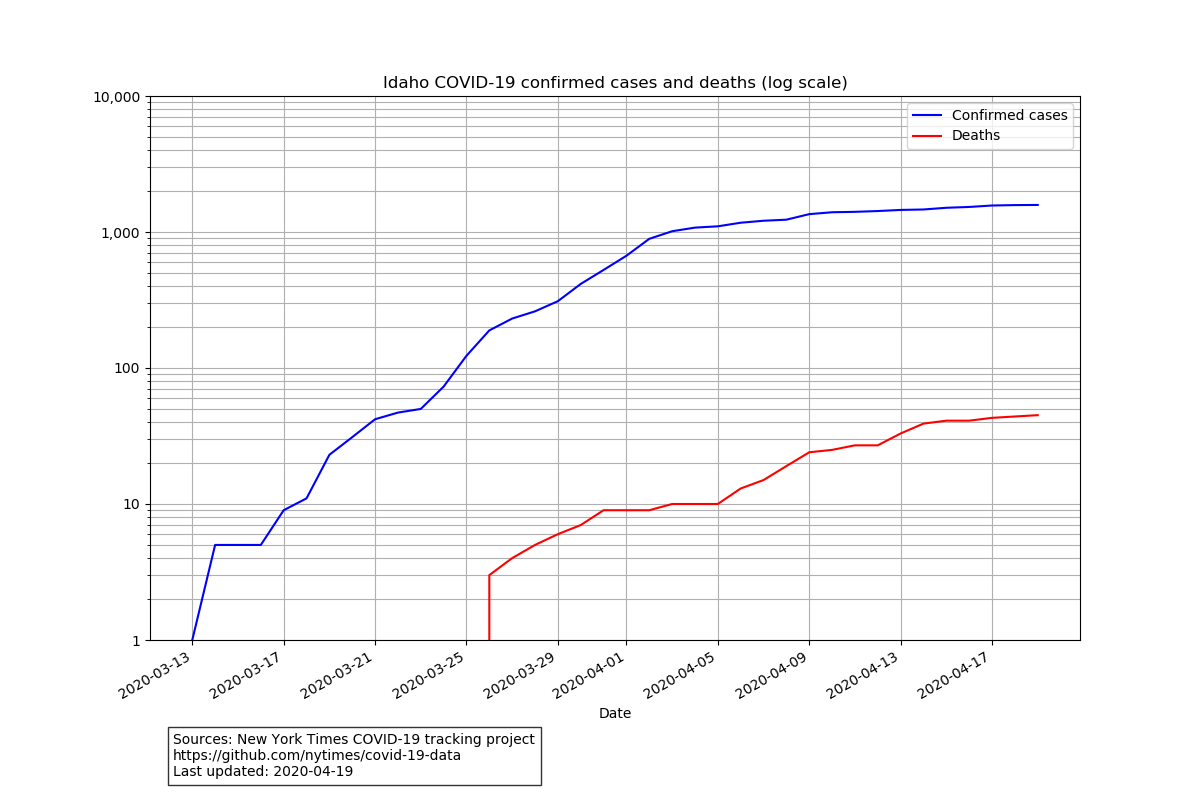 Idaho COVID-19 confirmed cases and deaths (log scale)
10,000
1,000
100
10
1
Confirmed cases
Deaths
2020-03-13
2020-03-17
2020-03-21
2020-03-25
2020-03-29
2020-04-01
2020-04-05
2020-04-09
2020-04-13
2020-04-17
Date
Sources: New York Times COVID-19 tracking project
https://github.com/nytimes/covid-19-data
Last updated: 2020-04-19